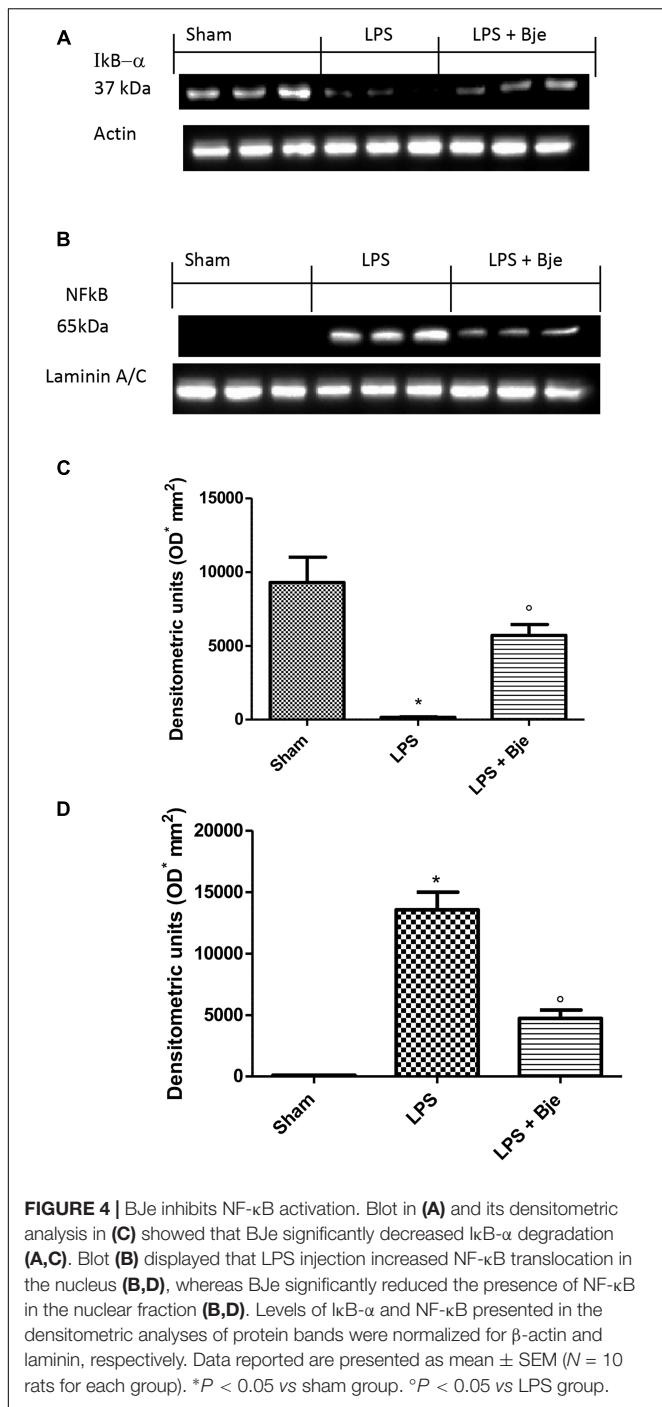 A
Sham LPS LPS + Bje
IkB–α
37 kDa
Actin
B
Sham LPS LPS + Bje
NFkB
65kDa
Laminin A/C
C
Densitometric units (OD* mm²)
15000
10000
5000
0
*
°
Sham LPS LPS + Bje
D
Densitometric units (OD* mm²)
20000
15000
10000
5000
0
*
°
Sham LPS LPS + Bje
FIGURE 4 | BJe inhibits NF-κB activation. Blot in (A) and its densitometric
analysis in (C) showed that BJe significantly decreased IκB-α degradation
(A,C). Blot (B) displayed that LPS injection increased NF-κB translocation in
the nucleus (B,D), whereas BJe significantly reduced the presence of NF-κB
in the nuclear fraction (B,D). Levels of IκB-α and NF-κB presented in the
densitometric analyses of protein bands were normalized for β-actin and
laminin, respectively. Data reported are presented as mean ± SEM (N = 10
rats for each group). *P < 0.05 vs sham group. °P < 0.05 vs LPS group.